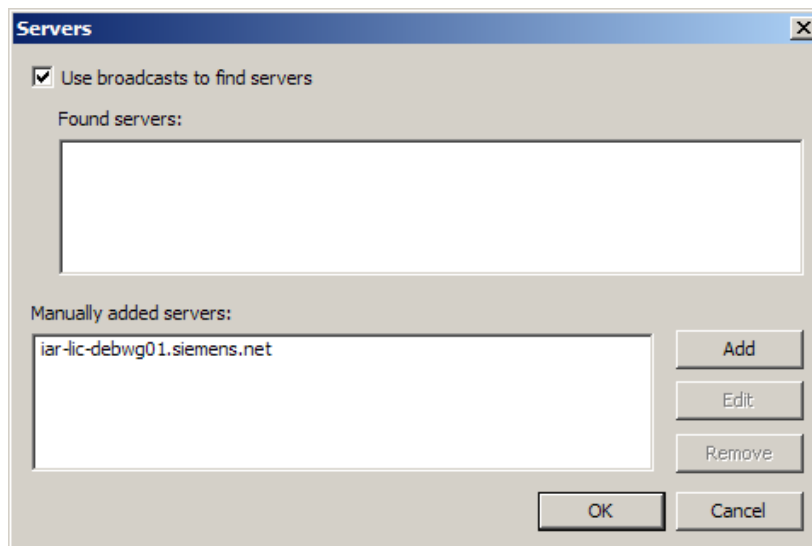 Servers
Use broadcasts to find servers
Found servers:
Manually added servers:
iar-lic-debwg01.siemens.net
Add
Edit
Remove
OK Cancel